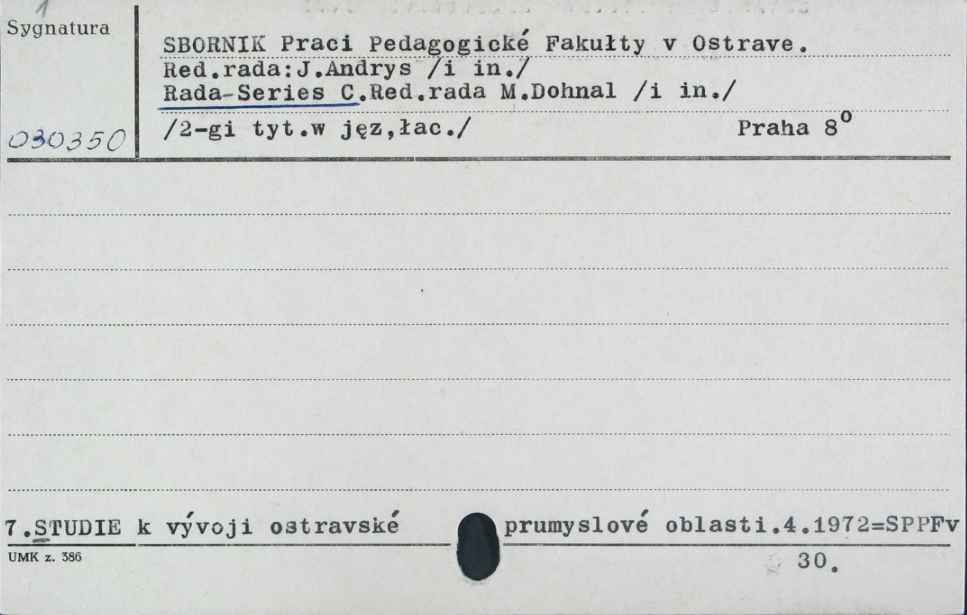 1
Sygnatura
SBORNIK Praci Pedagogické Fakułty v Ostrave.
Red.rada:J.Andrys /i in./
Rada-Series C.Red.rada M.Dohnal /i in./
030350
/2-gi tyt.w jęz,łac./ Praha 8º
7.STUDIE k vývoji ostravské prumyslové oblasti.4.1972=SPPFv
UMK z. 386
30.